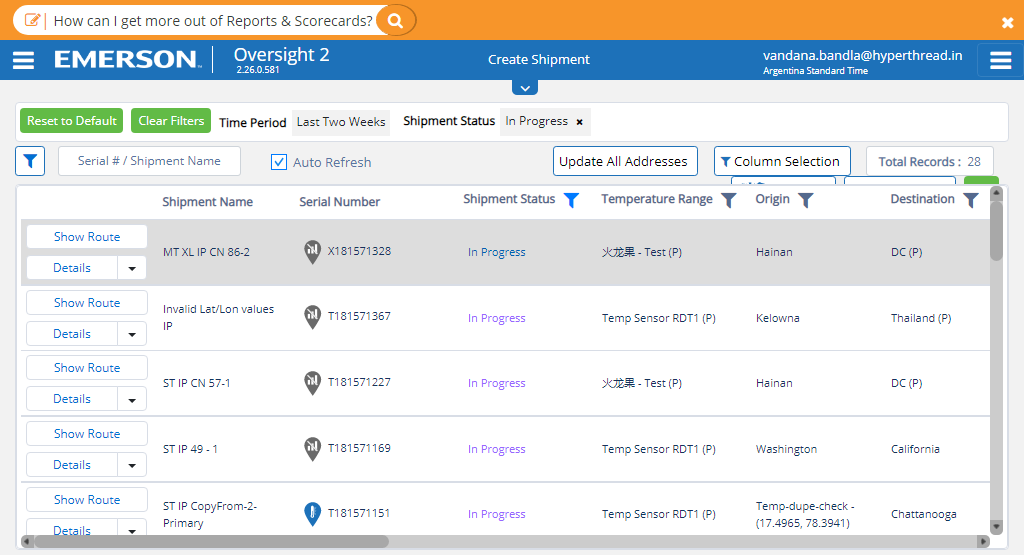 How can I get more out of Reports & Scorecards?
EMERSON
Oversight 2
2.26.0.581
Create Shipment
vandana.bandla@hyperthread.in
Argentina Standard Time
Reset to Default Clear Filters Time Period Last Two Weeks Shipment Status In Progress ×
Serial # / Shipment Name Auto Refresh Update All Addresses Column Selection Total Records : 28
Shipment Name Serial Number Shipment Status Temperature Range Origin Destination
Show Route
Details
MT XL IP CN 86-2 X181571328 In Progress 火龙果 - Test (P) Hainan DC (P)
Show Route
Details
Invalid Lat/Lon values
IP
T181571367 In Progress Temp Sensor RDT1 (P) Kelowna Thailand (P)
Show Route
Details
ST IP CN 57-1 T181571227 In Progress 火龙果 - Test (P) Hainan DC (P)
Show Route
Details
ST IP 49 - 1 T181571169 In Progress Temp Sensor RDT1 (P) Washington California
Show Route
Details
ST IP CopyFrom-2-
Primary
T181571151 In Progress Temp Sensor RDT1 (P)
Temp-dupe-check -
(17.4965, 78.3941)
Chattanooga